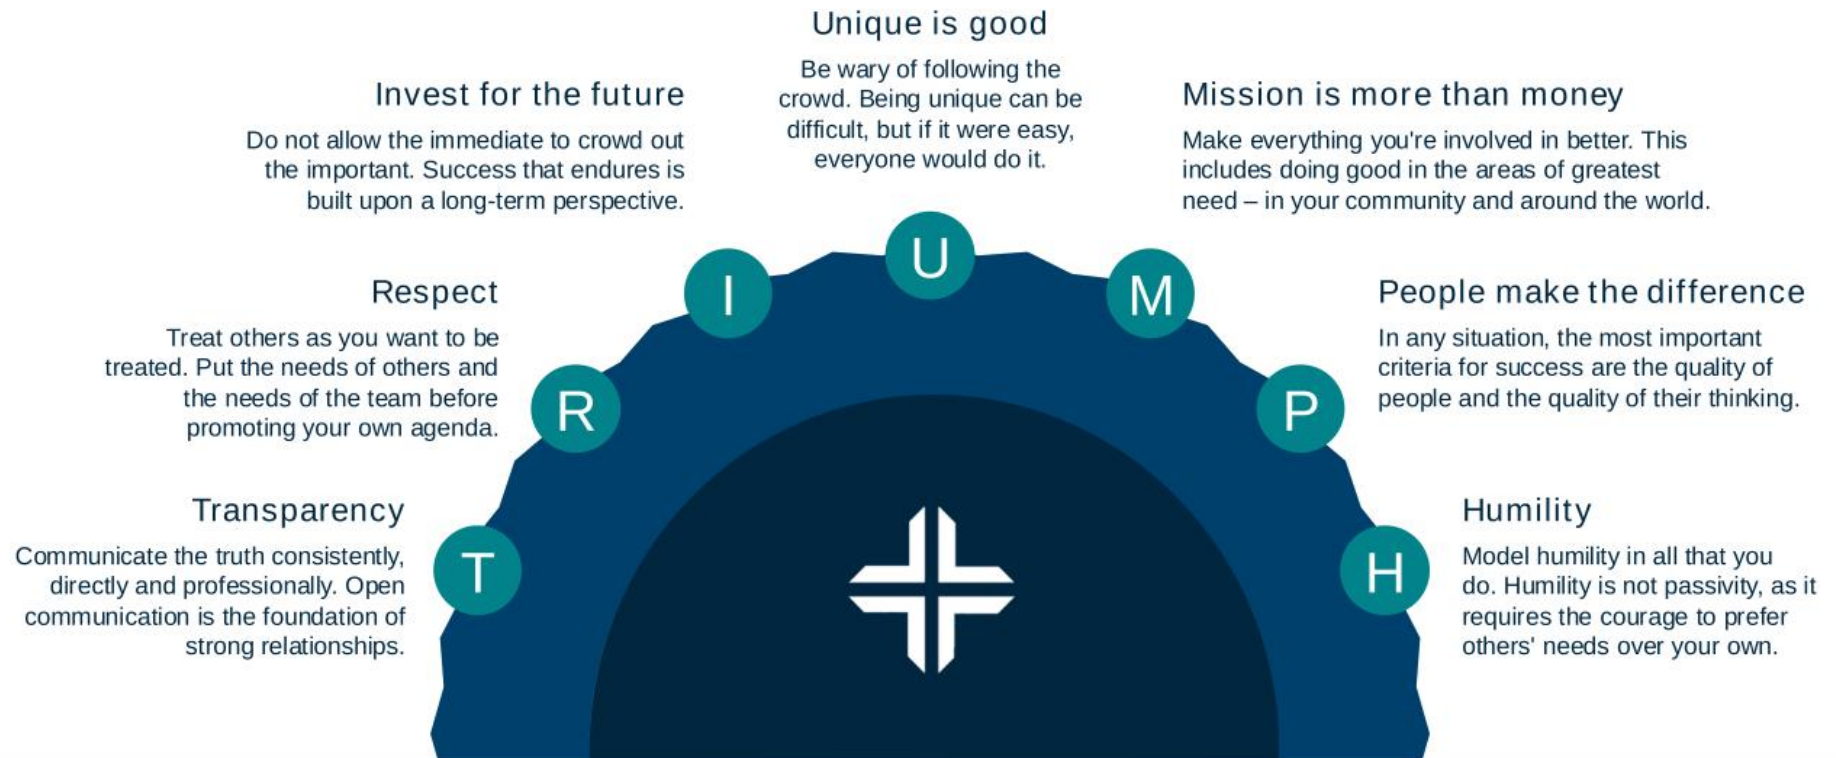 Unique is good
Be wary of following the
crowd. Being unique can be
difficult, but if it were easy,
everyone would do it.
Invest for the future
Do not allow the immediate to crowd out
the important. Success that endures is
built upon a long-term perspective.
Mission is more than money
Make everything you're involved in better. This
includes doing good in the areas of greatest
need – in your community and around the world.
Respect
Treat others as you want to be
treated. Put the needs of others and
the needs of the team before
promoting your own agenda.
People make the difference
In any situation, the most important
criteria for success are the quality of
people and the quality of their thinking.
Transparency
Communicate the truth consistently,
directly and professionally. Open
communication is the foundation of
strong relationships.
Humility
Model humility in all that you
do. Humility is not passivity, as it
requires the courage to prefer
others' needs over your own.
T
R
I
U
M
P
H